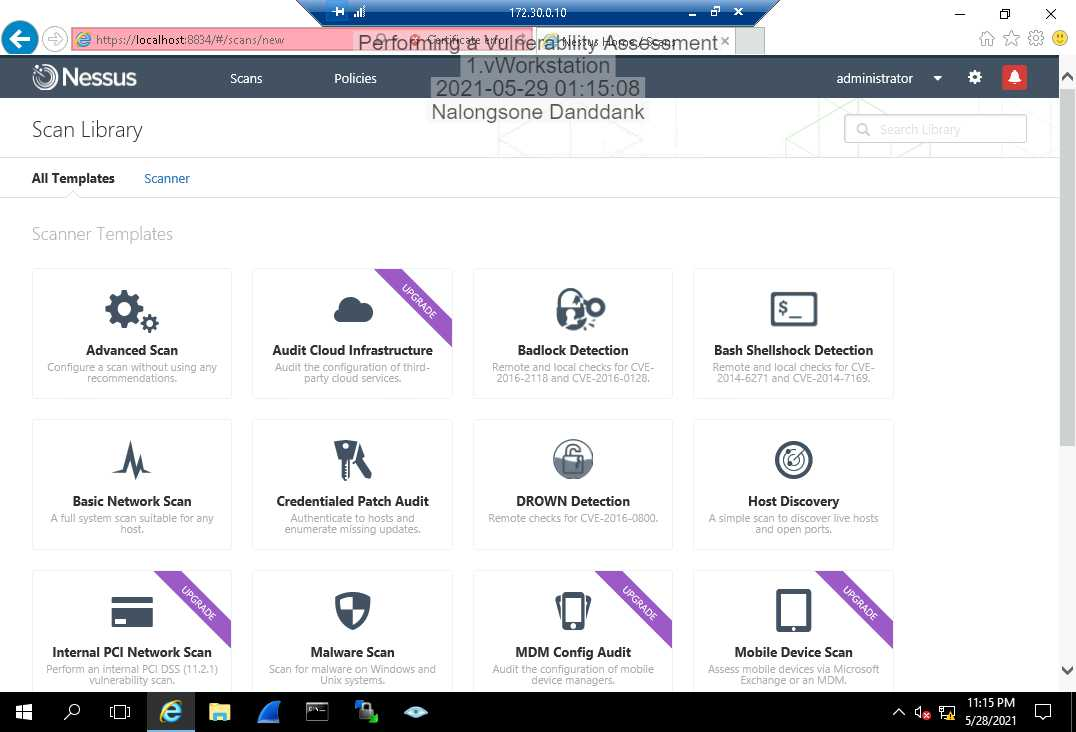 172.30.0.10
https://localhost:8834/#/scans/new
Certificate error
Nessus Home / Scans
Performing a Vulnerability Assessment
1.vWorkstation
2021-05-29 01:15:08
Nalongsone Danddank
Nessus
Scans
Policies
administrator
Scan Library
Search Library
All Templates
Scanner
Scanner Templates
Advanced Scan
Configure a scan without using any
recommendations.
UPGRADE
Audit Cloud Infrastructure
Audit the configuration of third-
party cloud services.
Badlock Detection
Remote and local checks for CVE-
2016-2118 and CVE-2016-0128.
$_
Bash Shellshock Detection
Remote and local checks for CVE-
2014-6271 and CVE-2014-7169.
Basic Network Scan
A full system scan suitable for any
host.
Credentialed Patch Audit
Authenticate to hosts and
enumerate missing updates.
DROWN Detection
Remote checks for CVE-2016-0800.
Host Discovery
A simple scan to discover live hosts
and open ports.
UPGRADE
Internal PCI Network Scan
Perform an internal PCI DSS (11.2.1)
vulnerability scan.
Malware Scan
Scan for malware on Windows and
Unix systems.
UPGRADE
MDM Config Audit
Audit the configuration of mobile
device managers.
UPGRADE
Mobile Device Scan
Assess mobile devices via Microsoft
Exchange or an MDM.
11:15 PM
5/28/2021